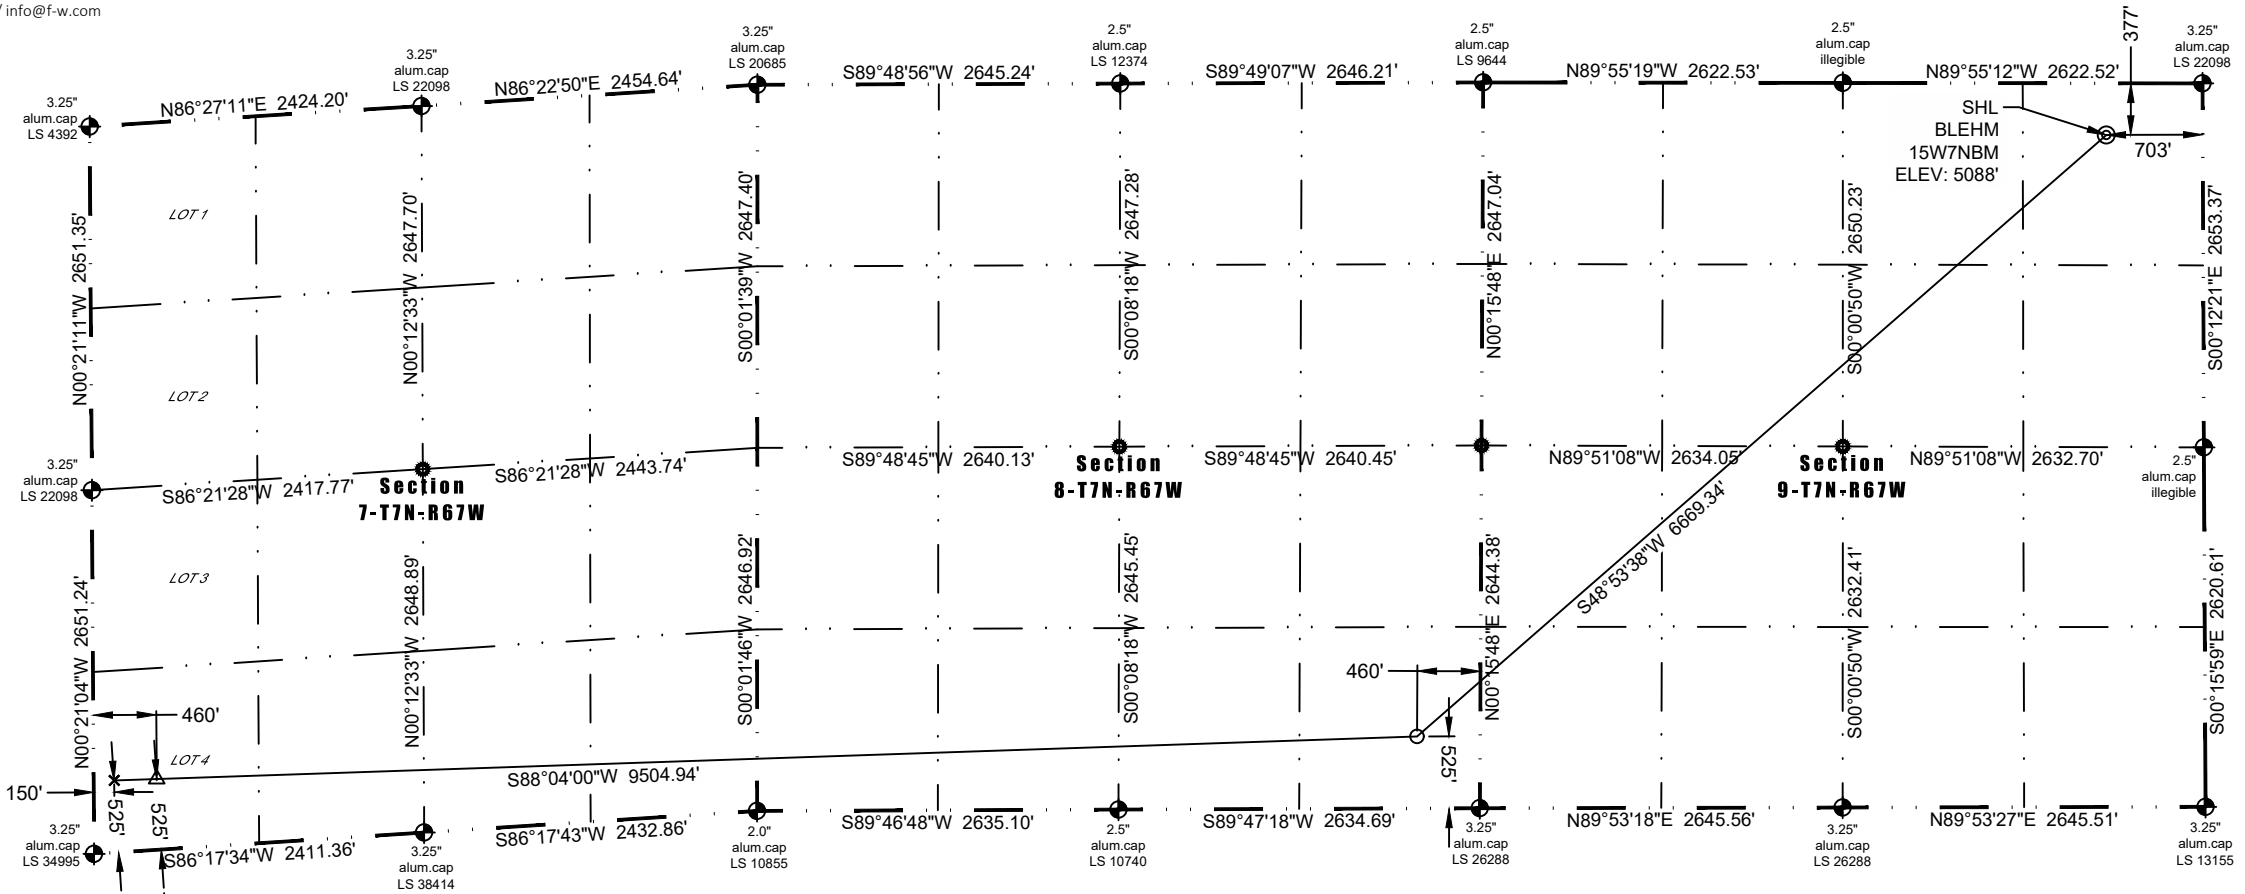 / info@f-w.com
3.25"
alum.cap
LS 4392
N86°27'11"E 2424.20'
3.25"
alum.cap
LS 22098
N86°22'50"E 2454.64'
3.25"
alum.cap
LS 20685
S89°48'56"W 2645.24'
2.5"
alum.cap
LS 12374
S89°49'07"W 2646.21'
2.5"
alum.cap
LS 9644
N89°55'19"W 2622.53'
2.5"
alum.cap
illegible
N89°55'12"W 2622.52'
377'
3.25"
alum.cap
LS 22098
SHL
BLEHM
15W7NBM
ELEV: 5088'
703'
LOT 1
N00°21'11"W 2651.35'
N00°12'33"W 2647.70'
S00°01'39"W 2647.40'
S00°08'18"W 2647.28'
N00°15'48"E 2647.04'
S00°00'50"W 2650.23'
S00°12'21"E 2653.37'
LOT 2
3.25"
alum.cap
LS 22098
S86°21'28"W 2417.77'
S86°21'28"W 2443.74'
S89°48'45"W 2640.13'
S89°48'45"W 2640.45'
N89°51'08"W 2634.05'
N89°51'08"W 2632.70'
2.5"
alum.cap
illegible
Section
7-T7N-R67W
Section
8-T7N-R67W
Section
9-T7N-R67W
S48°53'38"W 6669.34'
LOT 3
N00°21'04"W 2651.24'
N00°12'33"W 2648.89'
S00°01'46"W 2646.92'
S00°08'18"W 2645.45'
N00°15'48"E 2644.38'
S00°00'50"W 2632.41'
S00°15'59"E 2620.61'
460'
460'
LOT 4
S88°04'00"W 9504.94'
525'
150'
525'
525'
3.25"
alum.cap
LS 34995
S86°17'34"W 2411.36'
3.25"
alum.cap
LS 38414
S86°17'43"W 2432.86'
2.0"
alum.cap
LS 10855
S89°46'48"W 2635.10'
2.5"
alum.cap
LS 10740
S89°47'18"W 2634.69'
3.25"
alum.cap
LS 26288
N89°53'18"E 2645.56'
3.25"
alum.cap
LS 26288
N89°53'27"E 2645.51'
3.25"
alum.cap
LS 13155